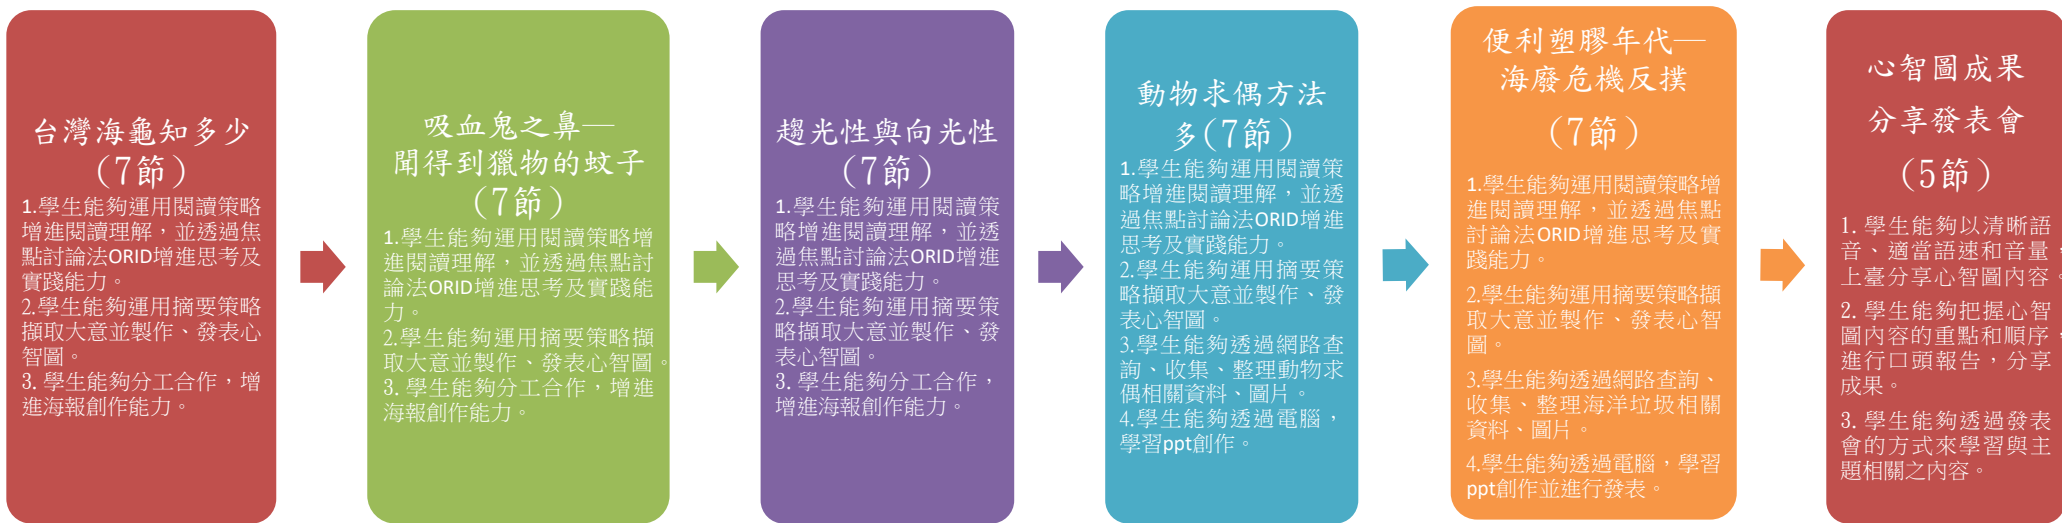 台灣海龜知多少
(7節)
1.學生能夠運用閱讀策略
增進閱讀理解，並透過焦
點討論法ORID增進思考及
實踐能力。
2.學生能夠運用摘要策略
擷取大意並製作、發表心
智圖。
3. 學生能夠分工合作，增
進海報創作能力。
吸血鬼之鼻—
聞得到獵物的蚊子
(7節)
1.學生能夠運用閱讀策略增
進閱讀理解，並透過焦點討
論法ORID增進思考及實踐能
力。
2.學生能夠運用摘要策略擷
取大意並製作、發表心智圖。
3. 學生能夠分工合作，增進
海報創作能力。
趨光性與向光性
(7節)
1.學生能夠運用閱讀策
略增進閱讀理解，並透
過焦點討論法ORID增進
思考及實踐能力。
2.學生能夠運用摘要策
略擷取大意並製作、發
表心智圖。
3. 學生能夠分工合作，
增進海報創作能力。
動物求偶方法
多(7節)
1.學生能夠運用閱讀策
略增進閱讀理解，並透
過焦點討論法ORID增進
思考及實踐能力。
2.學生能夠運用摘要策
略擷取大意並製作、發
表心智圖。
3.學生能夠透過網路查
詢、收集、整理動物求
偶相關資料、圖片。
4.學生能夠透過電腦，
學習ppt創作。
便利塑膠年代—
海廢危機反撲
(7節)
1.學生能夠運用閱讀策略增
進閱讀理解，並透過焦點
討論法ORID增進思考及實
踐能力。
2.學生能夠運用摘要策略擷
取大意並製作、發表心智
圖。
3.學生能夠透過網路查詢、
收集、整理海洋垃圾相關
資料、圖片。
4.學生能夠透過電腦，學習
ppt創作並進行發表。
心智圖成果
分享發表會
(5節)
1. 學生能夠以清晰語
音、適當語速和音量，
上臺分享心智圖內容。
2. 學生能夠把握心智
圖內容的重點和順序，
進行口頭報告，分享
成果。
3. 學生能夠透過發表
會的方式來學習與主
題相關之內容。